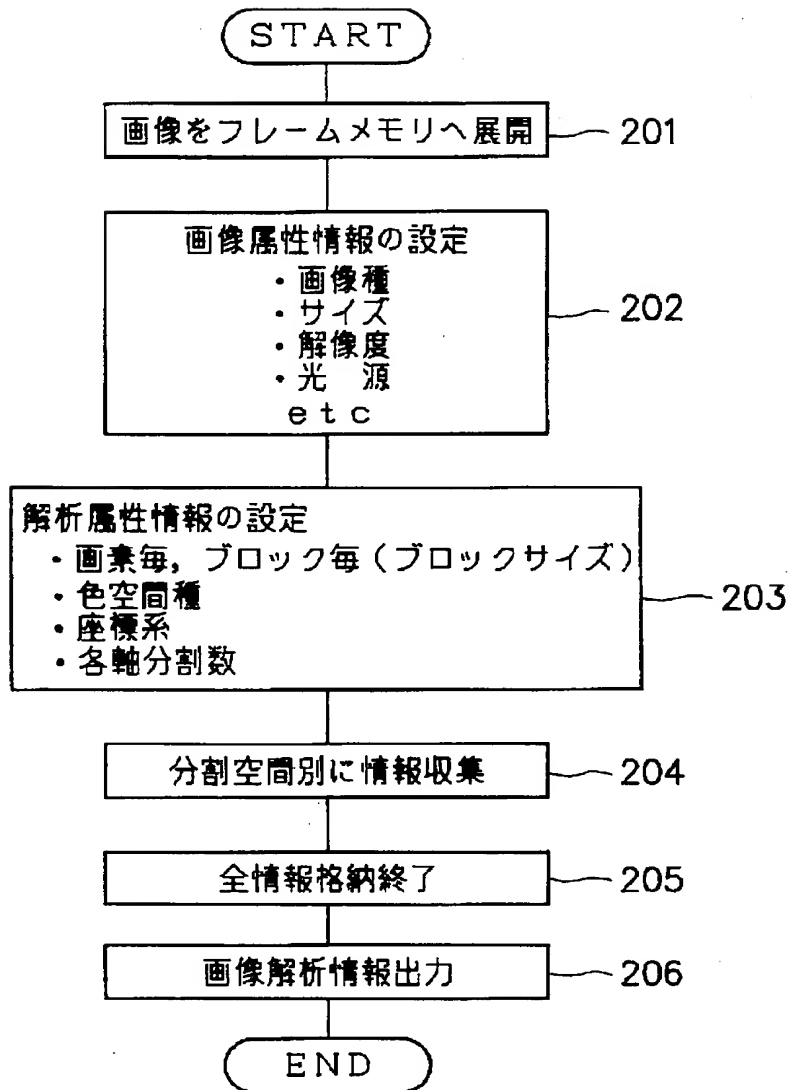 START
画像をフレームメモリへ展開 201
画像属性情報の設定
・画像種
・サイズ 202
・解像度
・光 源
etc
解析属性情報の設定
・画素毎，ブロック毎（ブロックサイズ）
・色空間種 203
・座標系
・各軸分割数
分割空間別に情報収集 204
全情報格納終了 205
画像解析情報出力 206
END